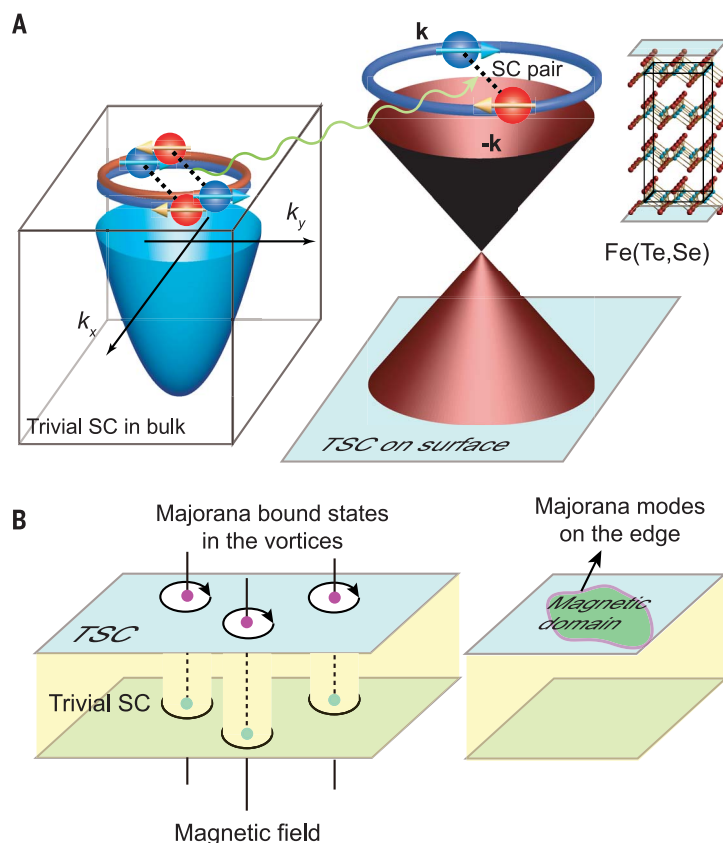 A
k
SC pair
-k
k_y
k_x
Trivial SC in bulk
TSC on surface
Fe(Te,Se)
B
Majorana bound states
in the vortices
TSC
Trivial SC
Magnetic field
Majorana modes
on the edge
Magnetic
domain